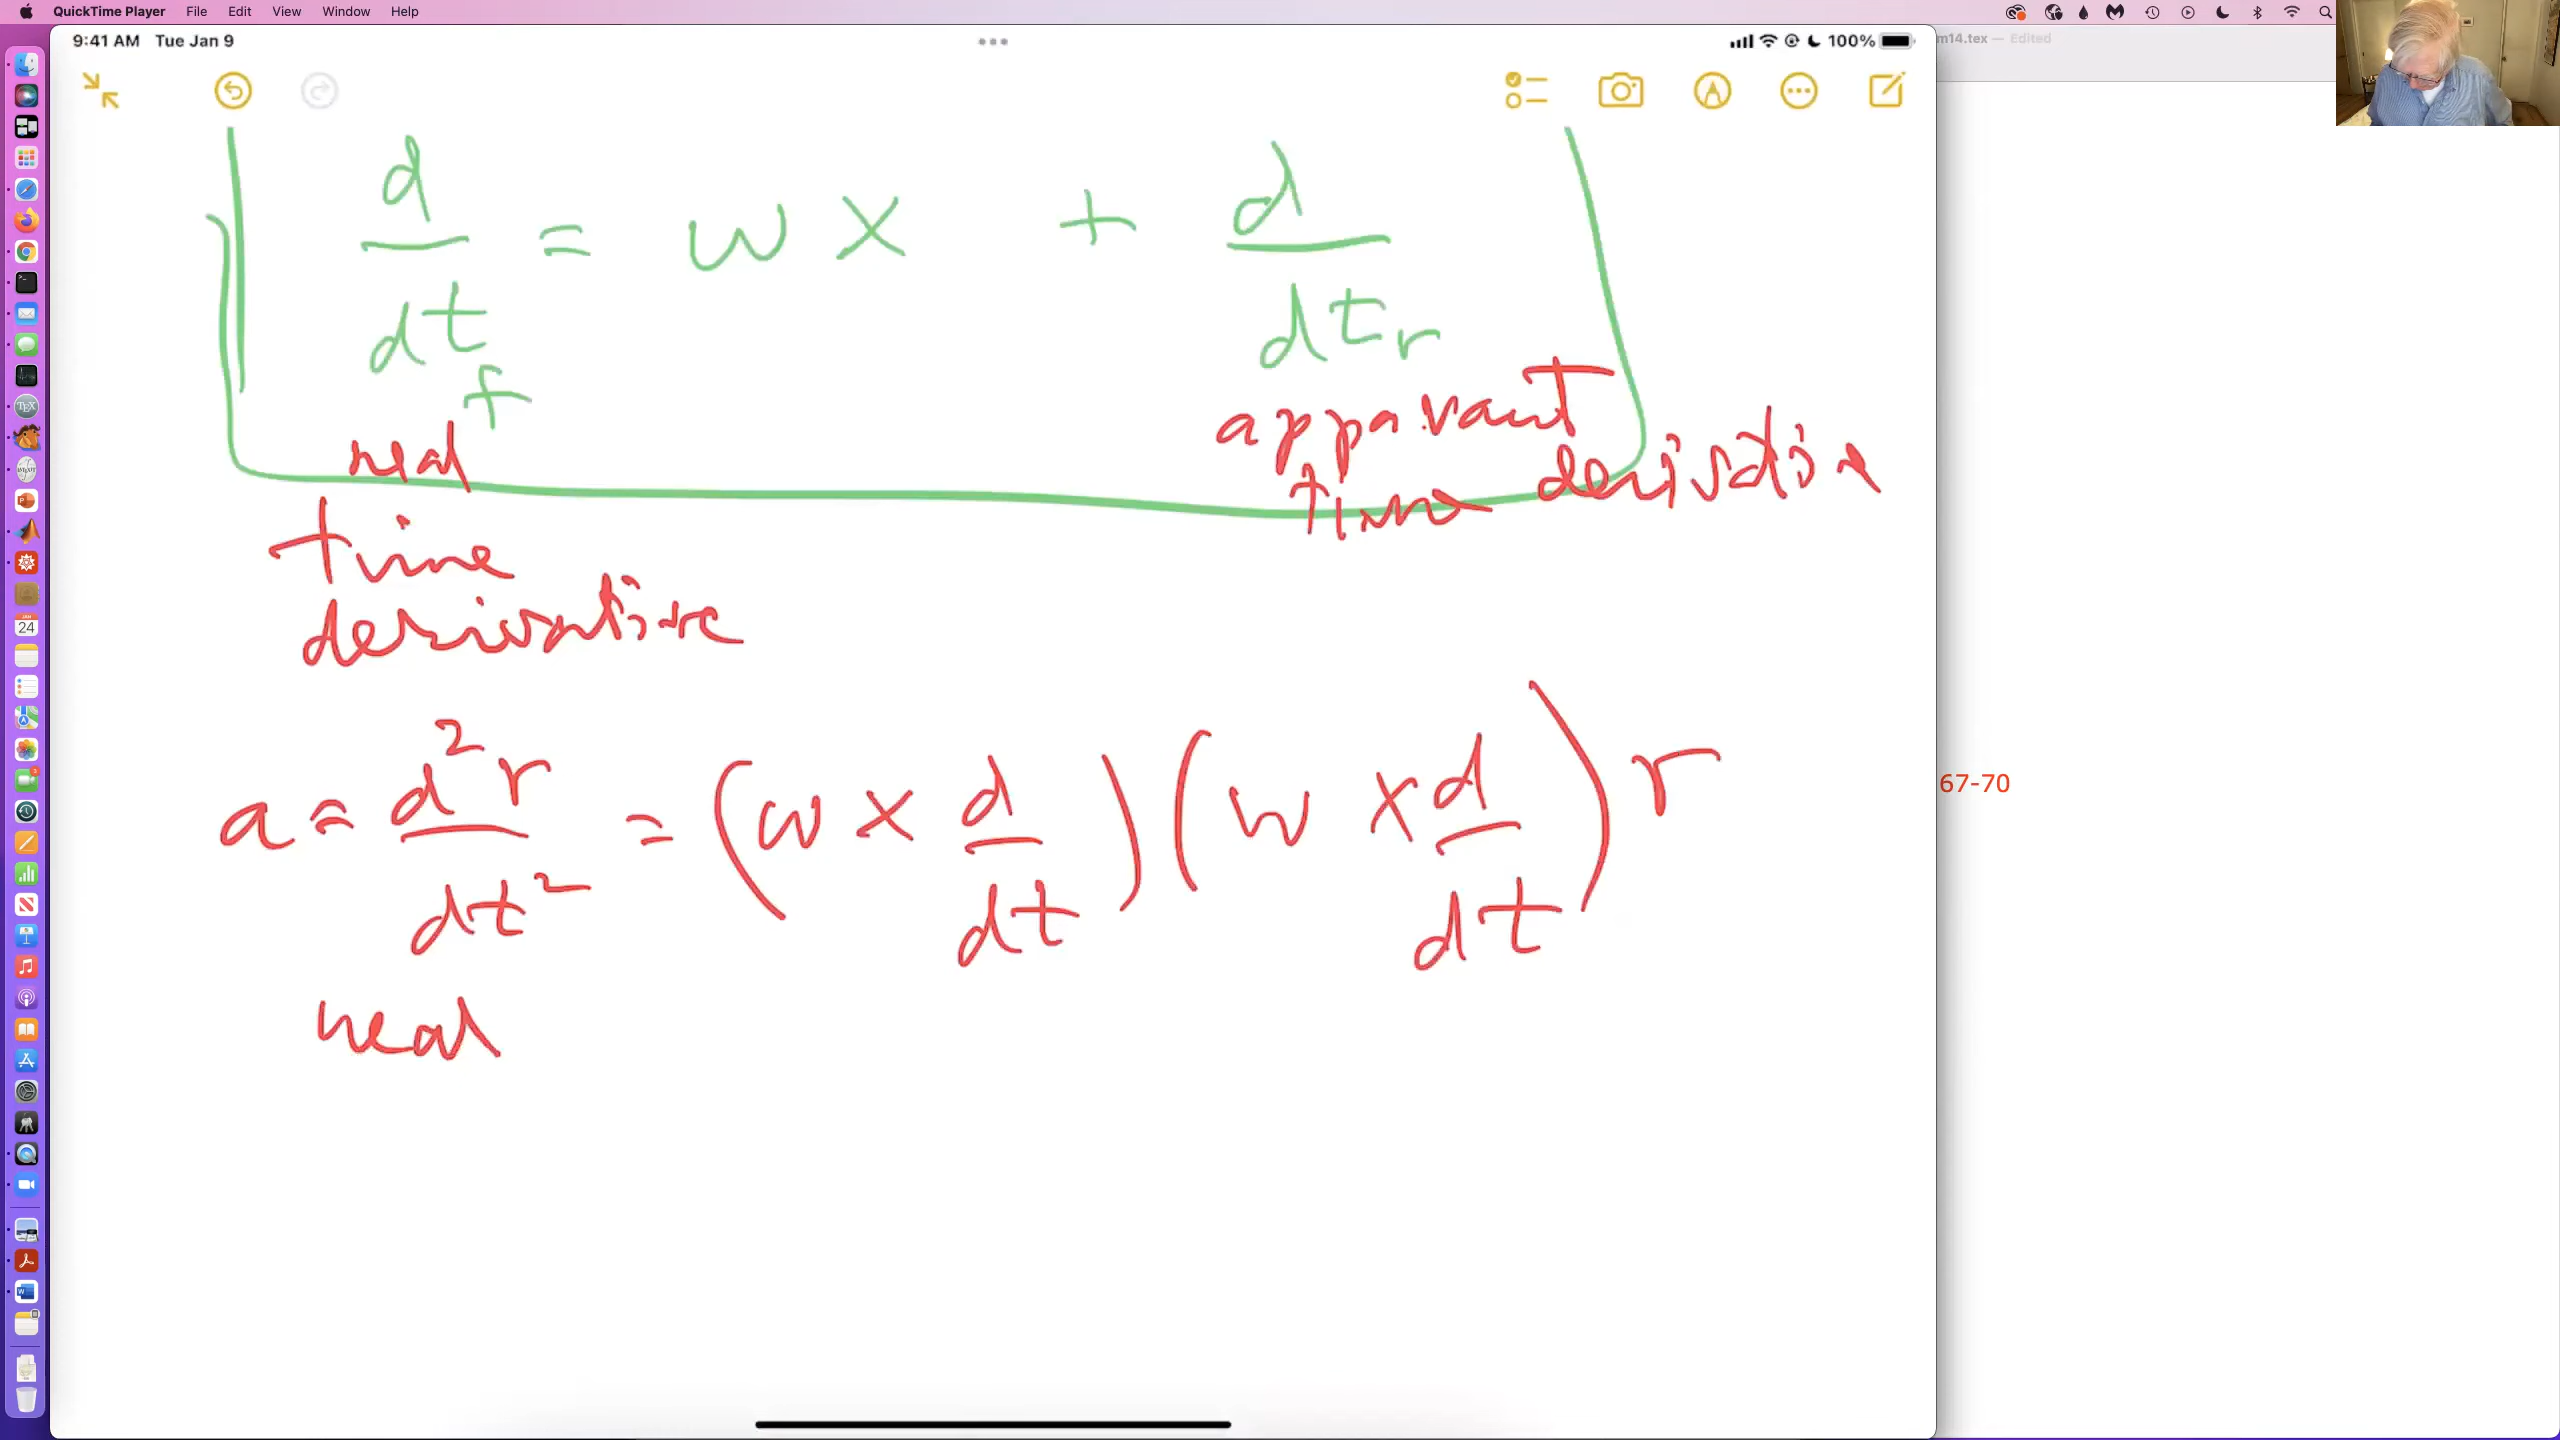 QuickTime Player File Edit View Window Help
9:41 AM Tue Jan 9
100%
m14.tex — Edited
d/dt_f = w x + d/dt_r
real
apparant
time
time
derivative
a = d²r/dt² = (w x d/dt)(w x d/dt) r
real
67-70
24